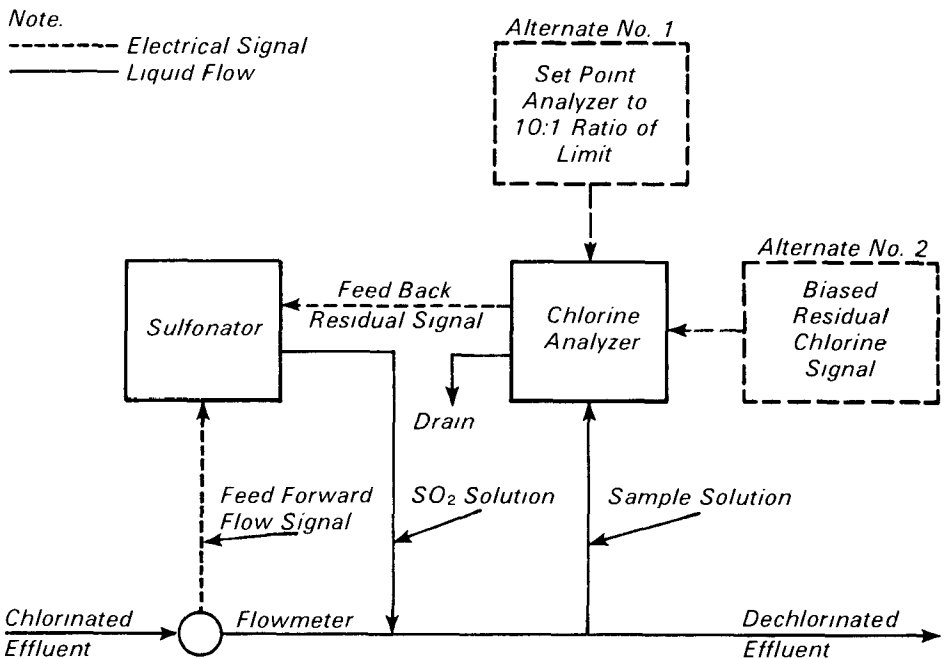 Note.
Electrical Signal
Liquid Flow
Alternate No. 1
Set Point
Analyzer to
10:1 Ratio of
Limit
Alternate No. 2
Biased
Residual
Chlorine
Signal
Sulfonator
Feed Back
Residual Signal
Chlorine
Analyzer
Drain
Feed Forward
Flow Signal
SO₂ Solution
Sample Solution
Chlorinated
Effluent
Flowmeter
Dechlorinated
Effluent